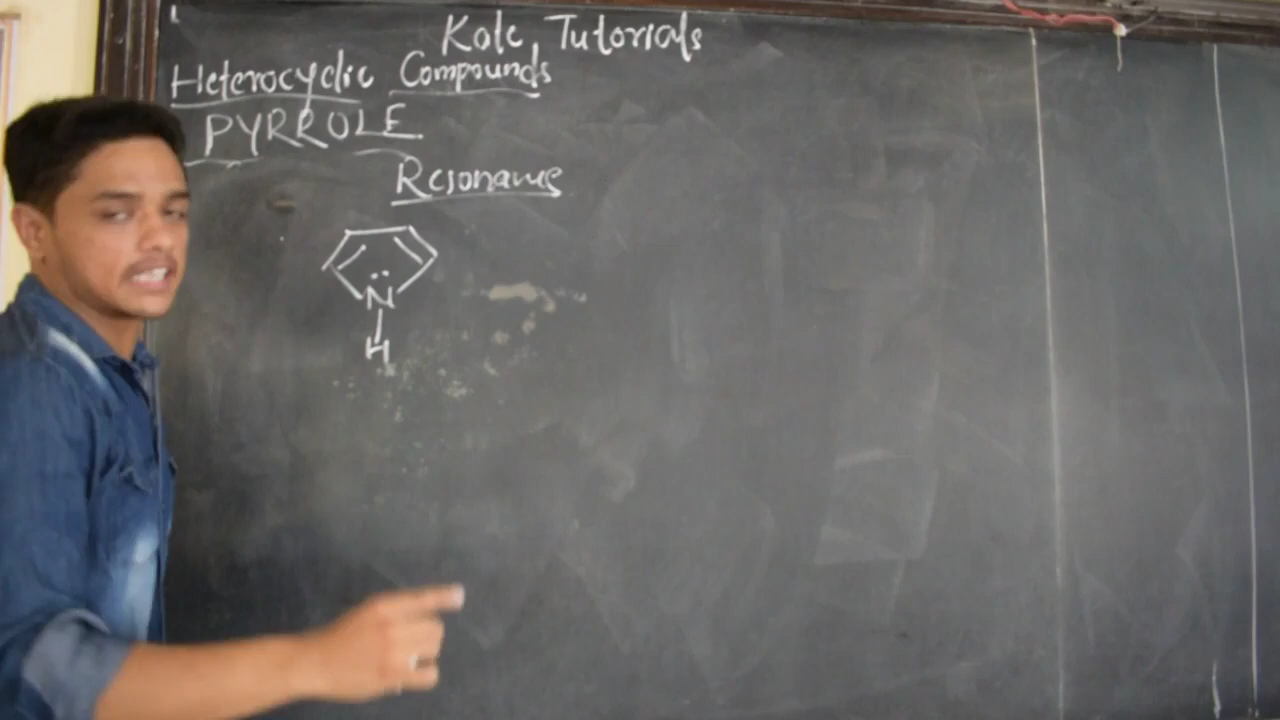 Kole Tutorials
Heterocyclic Compounds
PYRROLE
Resonance
N
H